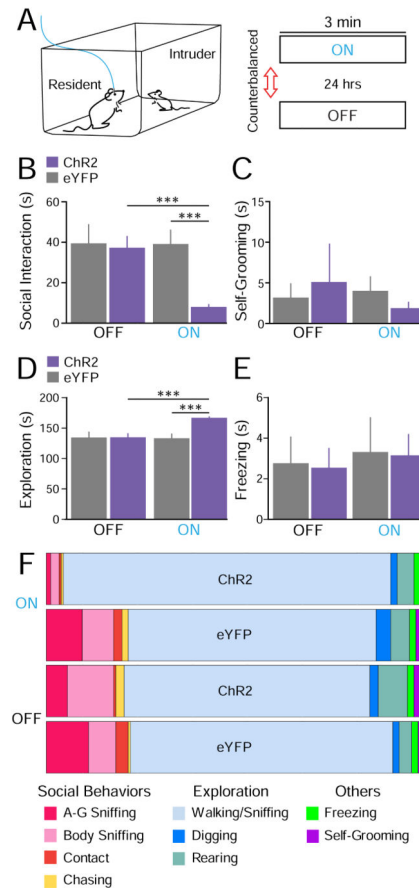 A
Resident
Intruder
Counterbalanced
3 min
ON
24 hrs
OFF
B
ChR2
eYFP
Social Interaction (s)
60
40
20
0
***
***
OFF
ON
C
Self-Grooming (s)
15
10
5
0
OFF
ON
D
ChR2
eYFP
Exploration (s)
200
150
100
50
0
***
***
OFF
ON
E
Freezing (s)
6
4
2
0
OFF
ON
F
ON
ChR2
eYFP
OFF
ChR2
eYFP
Social Behaviors
A-G Sniffing
Body Sniffing
Contact
Chasing
Exploration
Walking/Sniffing
Digging
Rearing
Others
Freezing
Self-Grooming